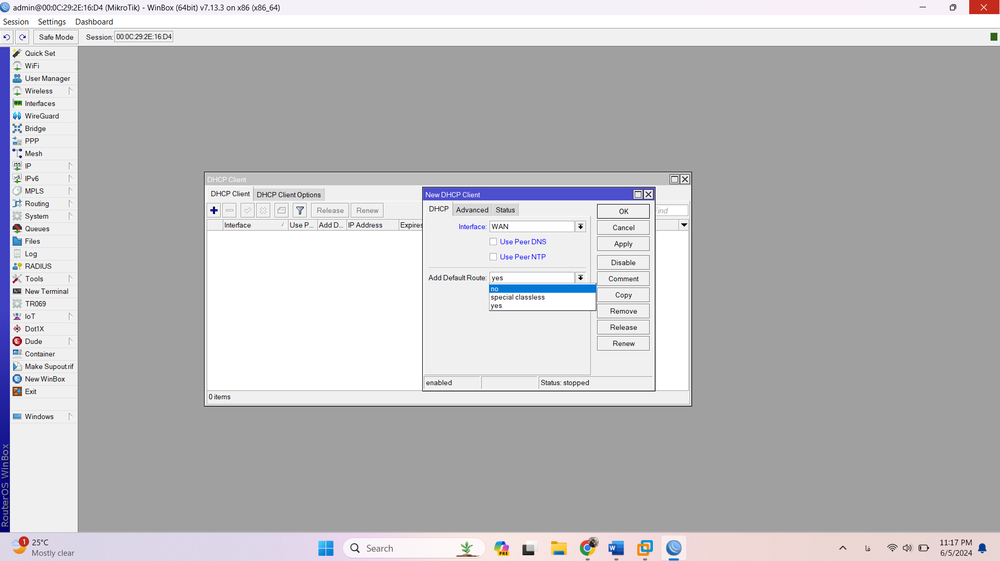 admin@00:0C:29:2E:16:D4 (MikroTik) - WinBox (64bit) v7.13.3 on x86 (x86_64)
Session Settings Dashboard
Safe Mode Session: 00:0C:29:2E:16:D4
Quick Set
WiFi
User Manager
Wireless
Interfaces
WireGuard
Bridge
PPP
Mesh
IP
IPv6
MPLS
Routing
System
Queues
Files
Log
RADIUS
Tools
New Terminal
TR069
IoT
Dot1X
Dude
Container
Make Supout.rif
New WinBox
Exit
Windows
RouterOS WinBox
DHCP Client
DHCP Client DHCP Client Options
Release Renew
Interface Use P... Add D... IP Address Expires
0 items
New DHCP Client
DHCP Advanced Status
Interface: WAN
Use Peer DNS
Use Peer NTP
Add Default Route: yes
no
special classless
yes
OK
Cancel
Apply
Disable
Comment
Copy
Remove
Release
Renew
enabled Status: stopped
Find
1
25°C
Mostly clear
Search
PRE
فا
11:17 PM
6/5/2024